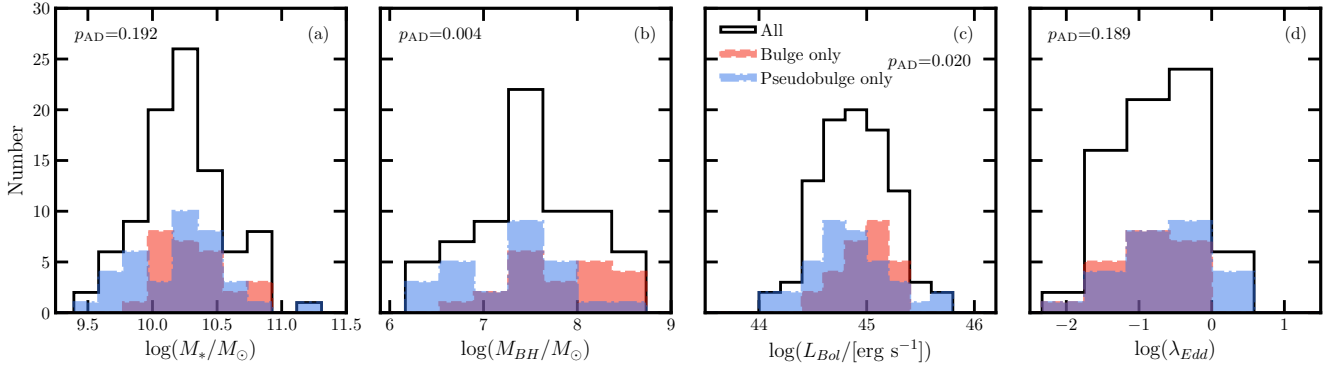 30
25
20
15
10
5
0
Number
p_AD=0.192
(a)
9.5 10.0 10.5 11.0 11.5
log(M_*/M_⊙)
p_AD=0.004
(b)
6 7 8 9
log(M_BH/M_⊙)
All
(c)
Bulge only
p_AD=0.020
Pseudobulge only
44 45 46
log(L_Bol/[erg s⁻¹])
p_AD=0.189
(d)
−2 −1 0 1
log(λ_Edd)